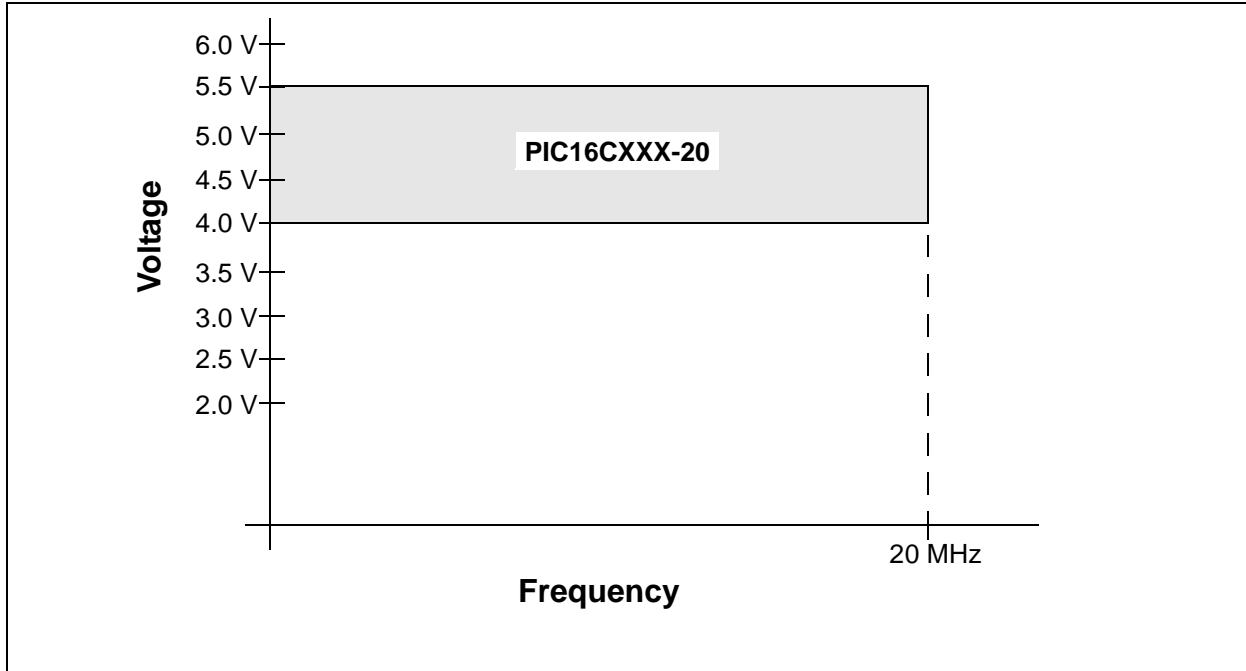 6.0 V
5.5 V
5.0 V
4.5 V
4.0 V
3.5 V
3.0 V
2.5 V
2.0 V
Voltage
PIC16CXXX-20
20 MHz
Frequency